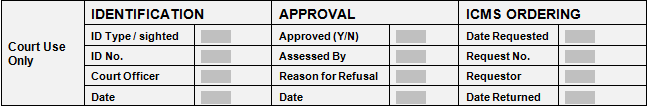 Court Use Only
IDENTIFICATION APPROVAL ICMS ORDERING
ID Type / sighted Approved (Y/N) Date Requested
ID No. Assessed By Request No.
Court Officer Reason for Refusal Requestor
Date Date Date Returned